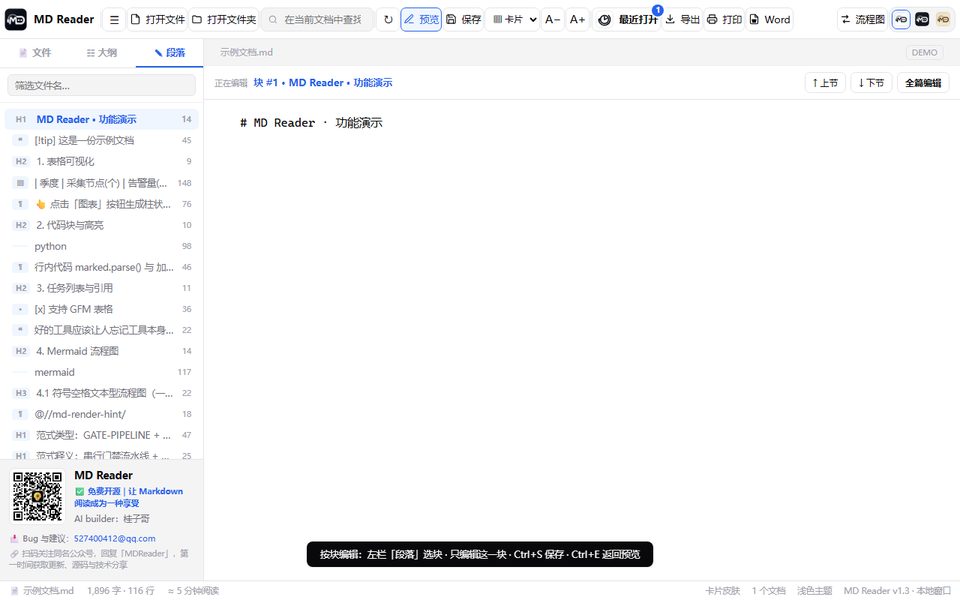 MD Reader ☰ 打开文件 打开文件夹 在当前文档中查找 ↻ 预览 保存 卡片 A− A+ 最近打开 1 导出 打印 Word 流程图
文件 大纲 段落
筛选文件名...
H1 MD Reader • 功能演示 14
[!tip] 这是一份示例文档 45
H2 1. 表格可视化 9
| 季度 | 采集节点(个) | 告警量(... 148
¶ 👆 点击「图表」按钮生成柱状... 76
H2 2. 代码块与高亮 10
python 98
¶ 行内代码 marked.parse() 与 加... 46
H2 3. 任务列表与引用 11
• [x] 支持 GFM 表格 36
❝ 好的工具应该让人忘记工具本身... 22
H2 4. Mermaid 流程图 14
mermaid 117
H3 4.1 符号空格文本型流程图（一... 22
¶ @//md-render-hint/ 18
H1 范式类型：GATE-PIPELINE + ... 47
H1 范式释义：串行门禁流水线 + ... 25
MD Reader
✅ 免费开源 | 让 Markdown
阅读成为一种享受
AI builder：桂子哥
Bug 与建议：527400412@qq.com
扫码关注同名公众号，回复「MDReader」，第
一时间获取更新、源码与技术分享
示例文档.md DEMO
正在编辑 块 #1 • MD Reader • 功能演示 ↑ 上节 ↓ 下节 全篇编辑
# MD Reader · 功能演示
按块编辑：左栏「段落」选块 · 只编辑这一块 · Ctrl+S 保存 · Ctrl+E 返回预览
示例文档.md 1,896 字 · 116 行 ≈ 5 分钟阅读 卡片皮肤 1 个文档 浅色主题 MD Reader v1.3 · 本地窗口